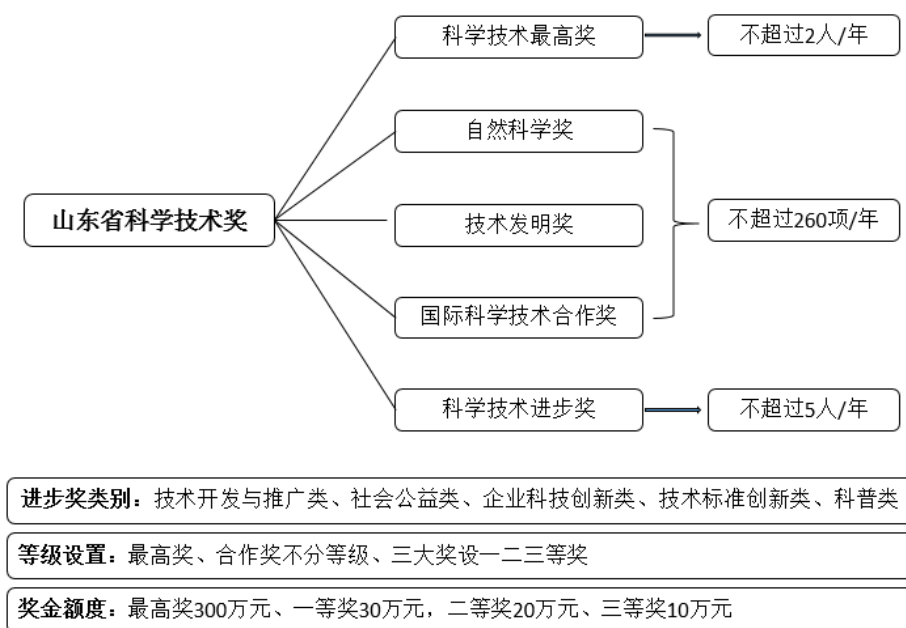 科学技术最高奖
不超过2人/年
自然科学奖
山东省科学技术奖
技术发明奖
不超过260项/年
国际科学技术合作奖
科学技术进步奖
不超过5人/年
进步奖类别：技术开发与推广类、社会公益类、企业科技创新类、技术标准创新类、科普类
等级设置：最高奖、合作奖不分等级、三大奖设一二三等奖
奖金额度：最高奖300万元、一等奖30万元，二等奖20万元、三等奖10万元